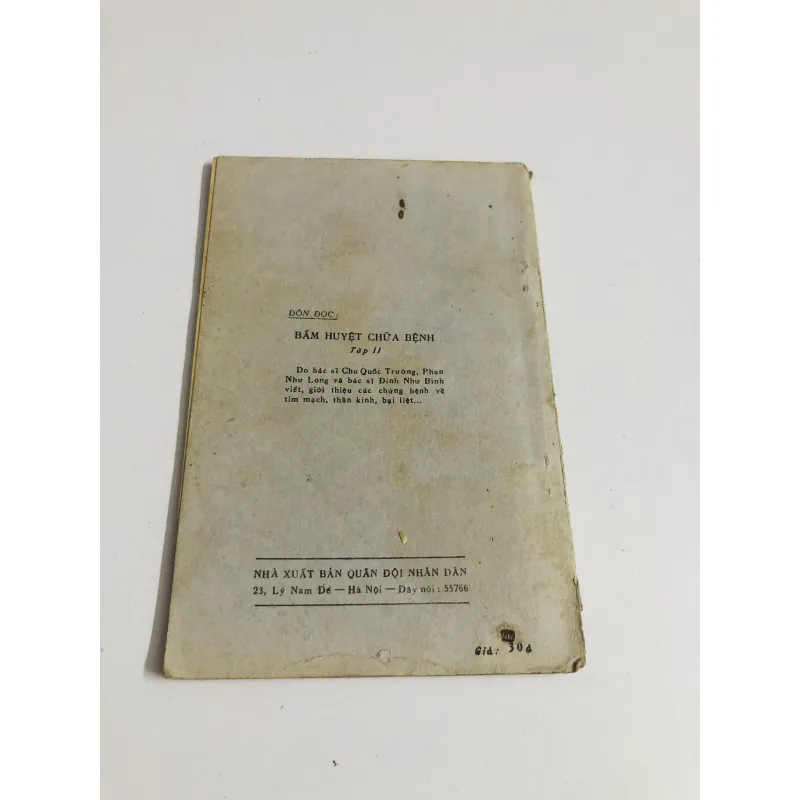 ĐÓN ĐỌC:
BẤM HUYỆT CHỮA BỆNH
Tập II
Do bác sĩ Chu Quốc Trường, Phan
Như Long và bác sĩ Đinh Như Bình
viết, giới thiệu các chứng bệnh về
tim mạch, thần kinh, bại liệt...
NHÀ XUẤT BẢN QUÂN ĐỘI NHÂN DÂN
23, Lý Nam Đế — Hà Nội — Dây nói: 55766
Giá: 30đ